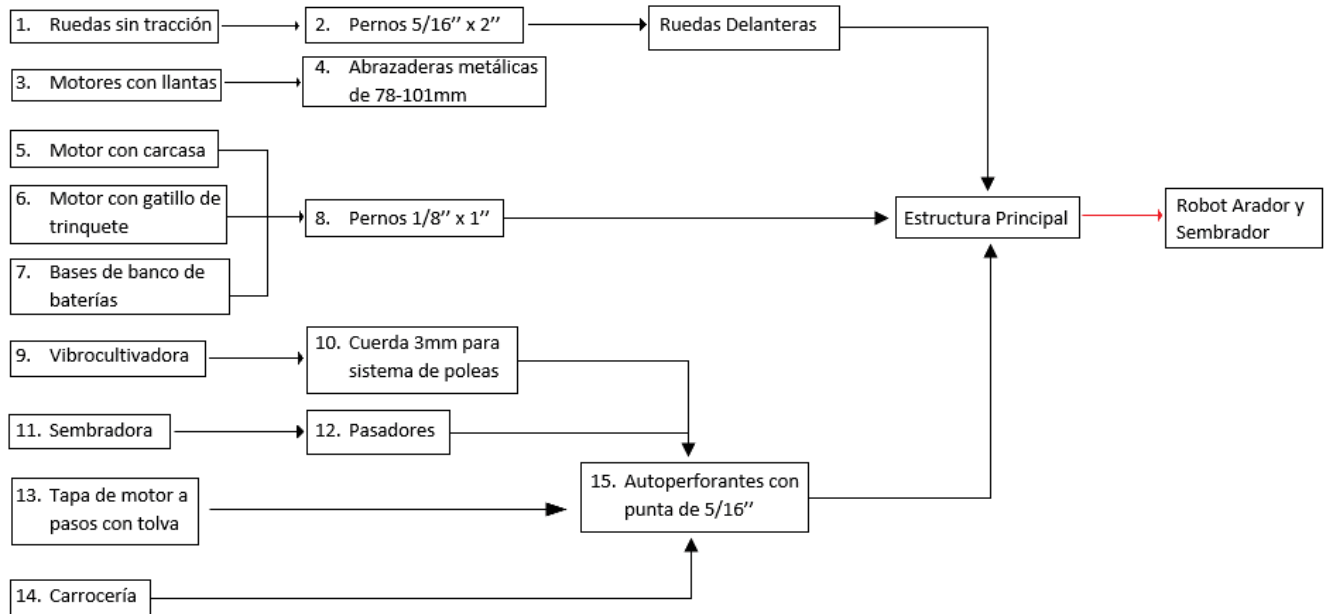 1. Ruedas sin tracción
2. Pernos 5/16’’ x 2’’
Ruedas Delanteras
3. Motores con llantas
4. Abrazaderas metálicas
de 78-101mm
5. Motor con carcasa
6. Motor con gatillo de
trinquete
7. Bases de banco de
baterías
8. Pernos 1/8’’ x 1’’
Estructura Principal
Robot Arador y
Sembrador
9. Vibrocultivadora
10. Cuerda 3mm para
sistema de poleas
11. Sembradora
12. Pasadores
13. Tapa de motor a
pasos con tolva
15. Autoperforantes con
punta de 5/16’’
14. Carrocería